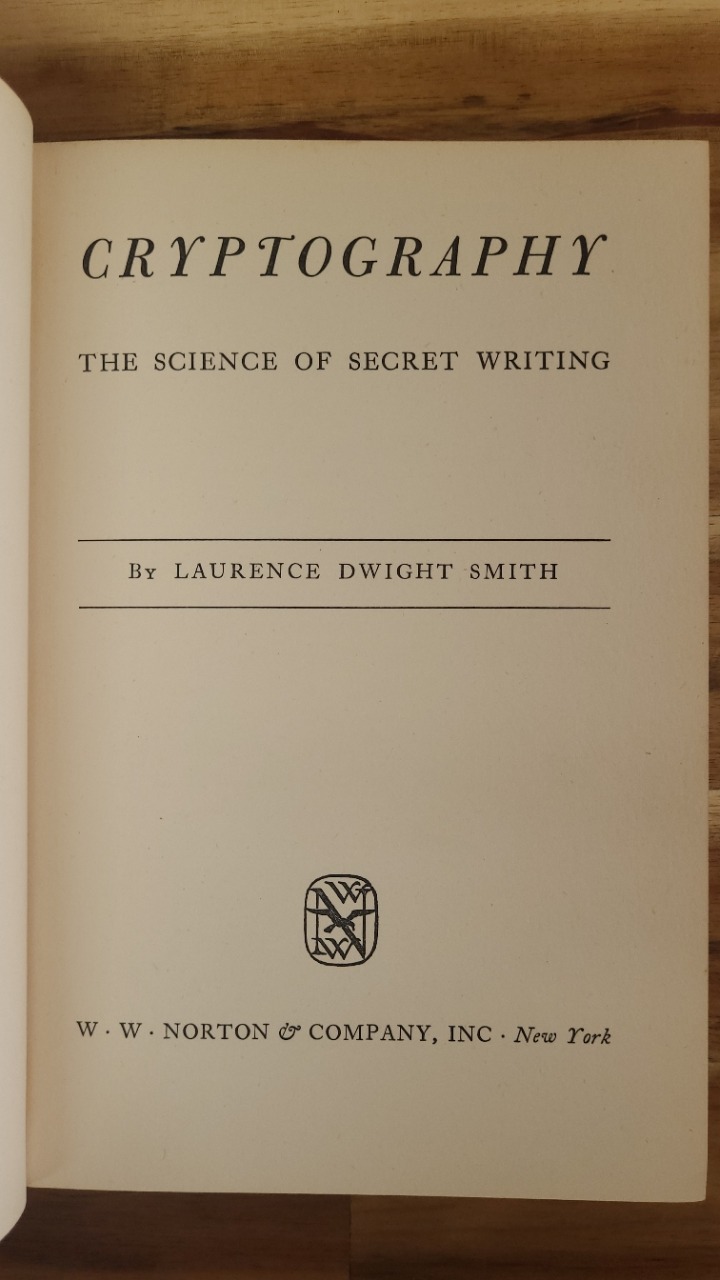 CRYPTOGRAPHY
THE SCIENCE OF SECRET WRITING
By LAURENCE DWIGHT SMITH
W · W · NORTON & COMPANY, INC · New York